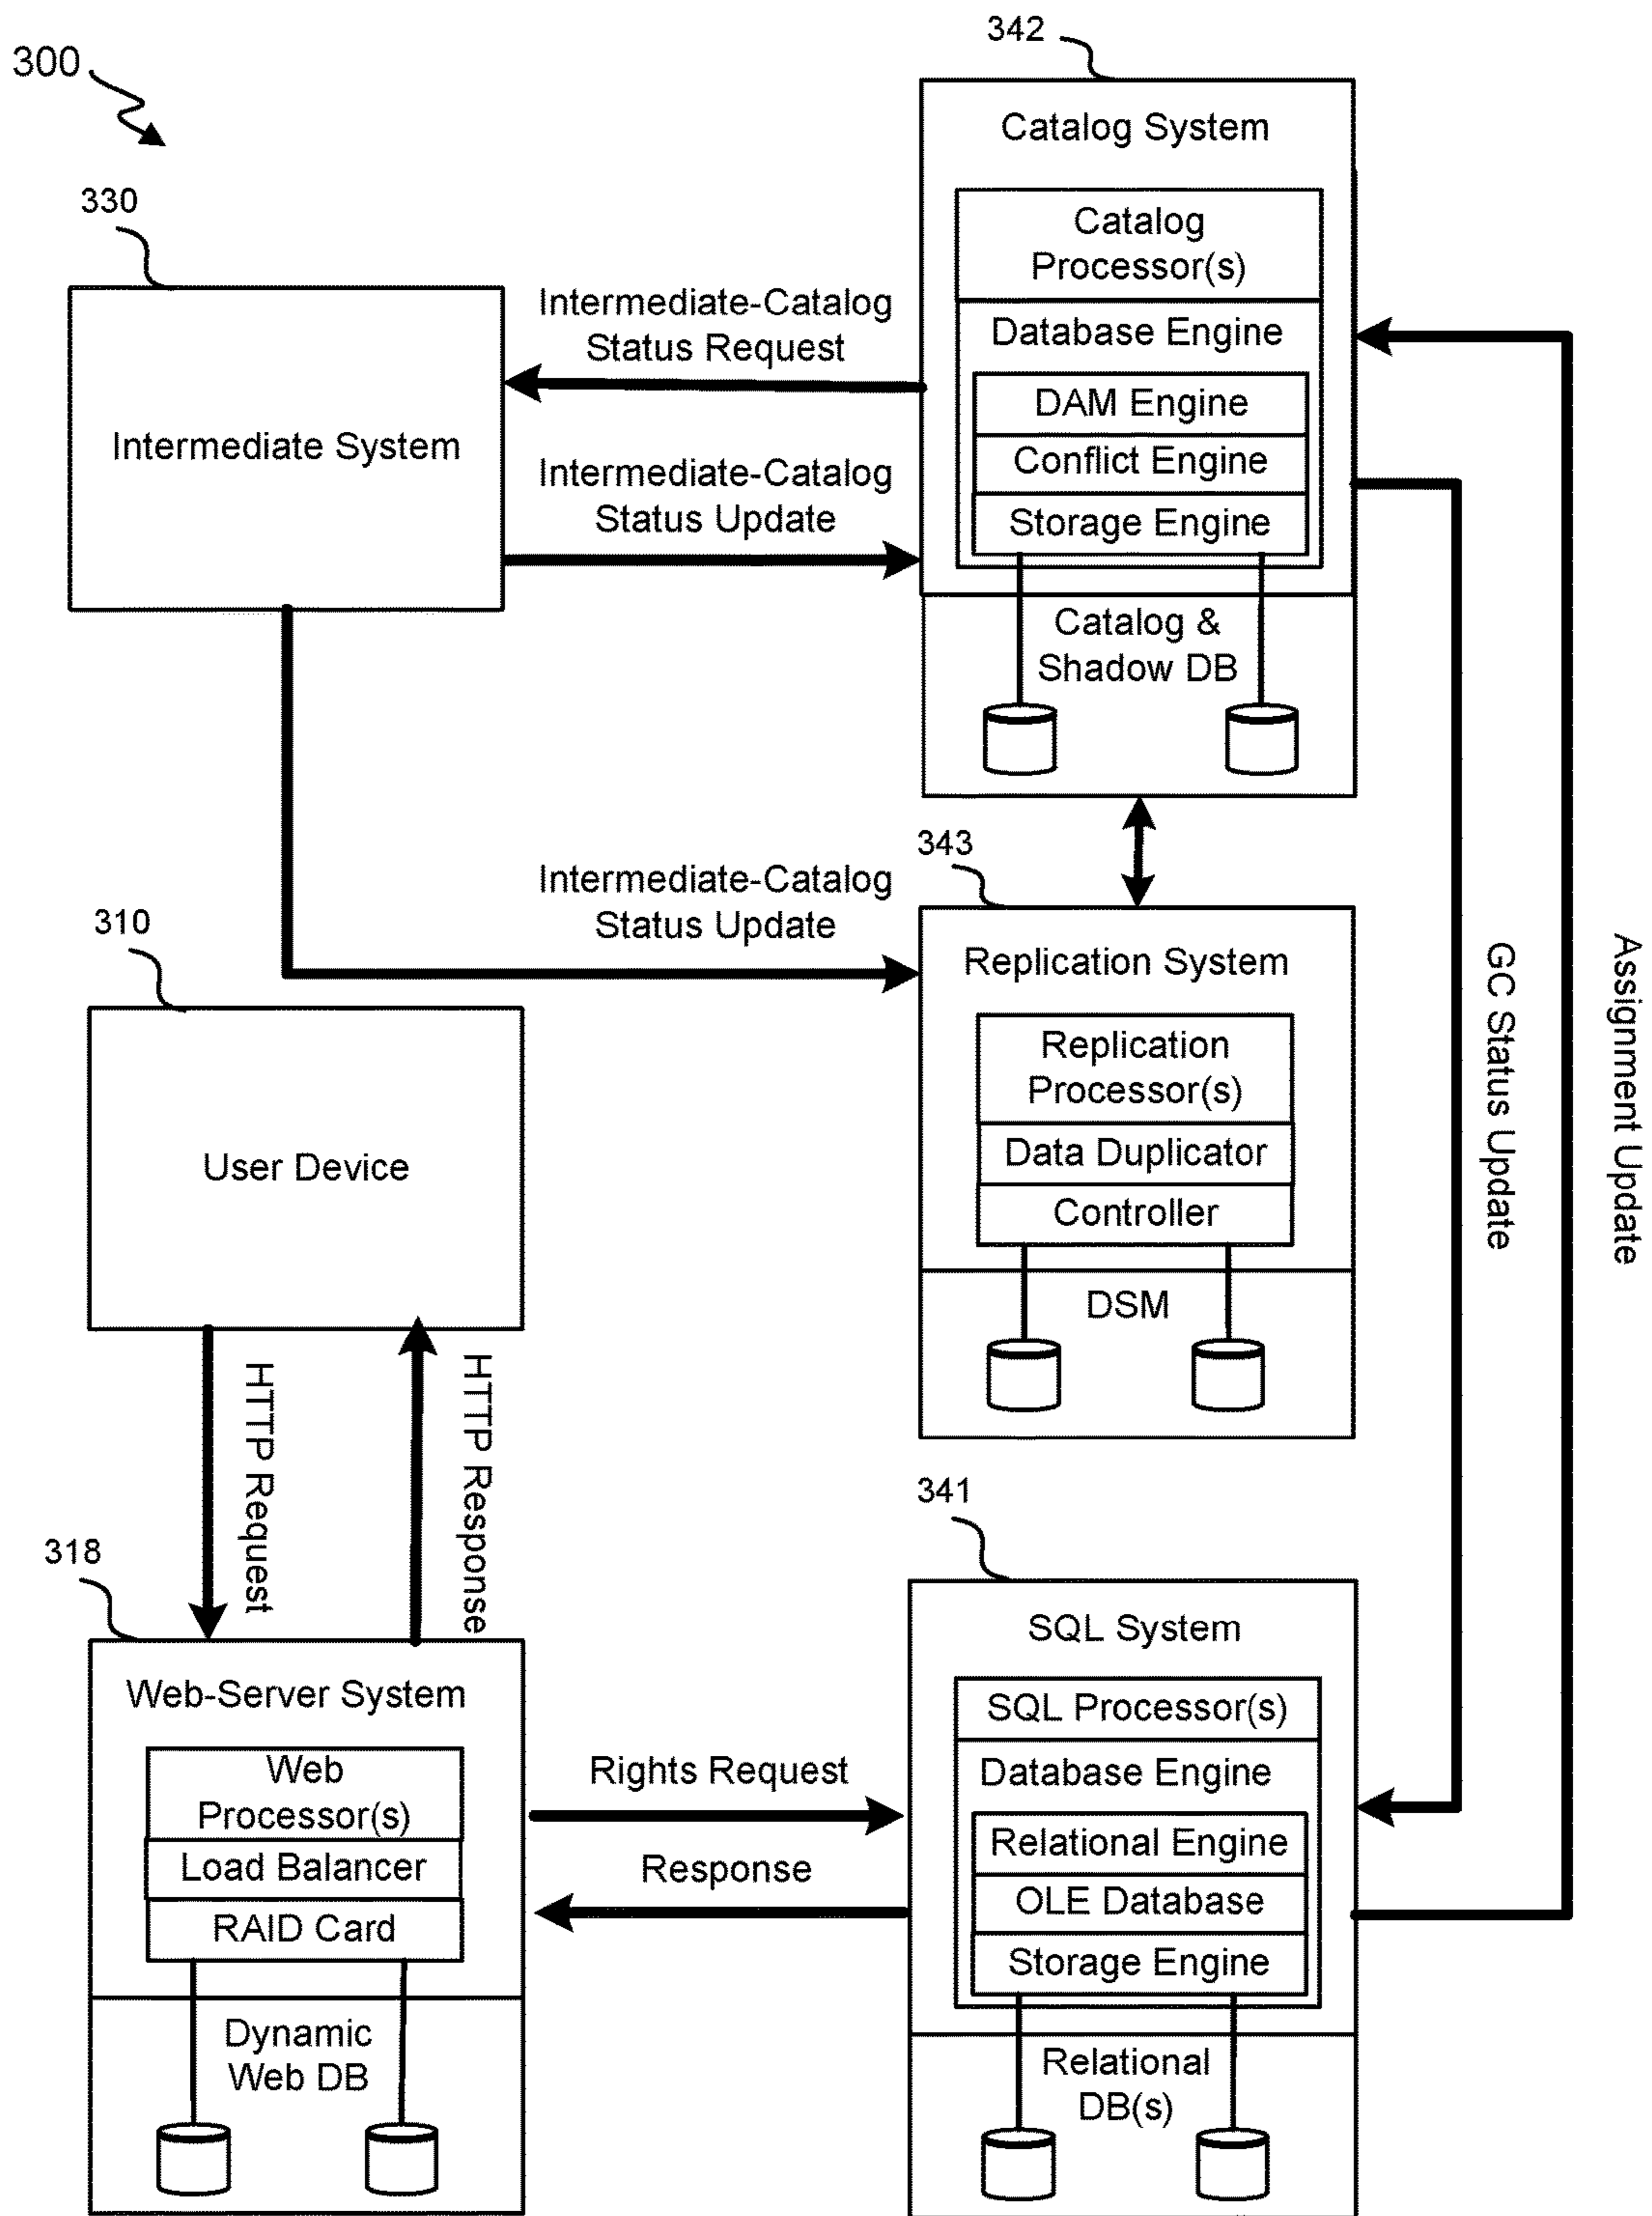 300
342
Catalog System
Catalog
Processor(s)
Database Engine
DAM Engine
Conflict Engine
Storage Engine
Catalog &
Shadow DB
330
Intermediate System
Intermediate-Catalog
Status Request
Intermediate-Catalog
Status Update
Intermediate-Catalog
Status Update
343
Replication System
Replication
Processor(s)
Data Duplicator
Controller
DSM
GC Status Update
Assignment Update
310
User Device
HTTP Request
HTTP Response
318
Web-Server System
Web
Processor(s)
Load Balancer
RAID Card
Dynamic
Web DB
Rights Request
Response
341
SQL System
SQL Processor(s)
Database Engine
Relational Engine
OLE Database
Storage Engine
Relational
DB(s)